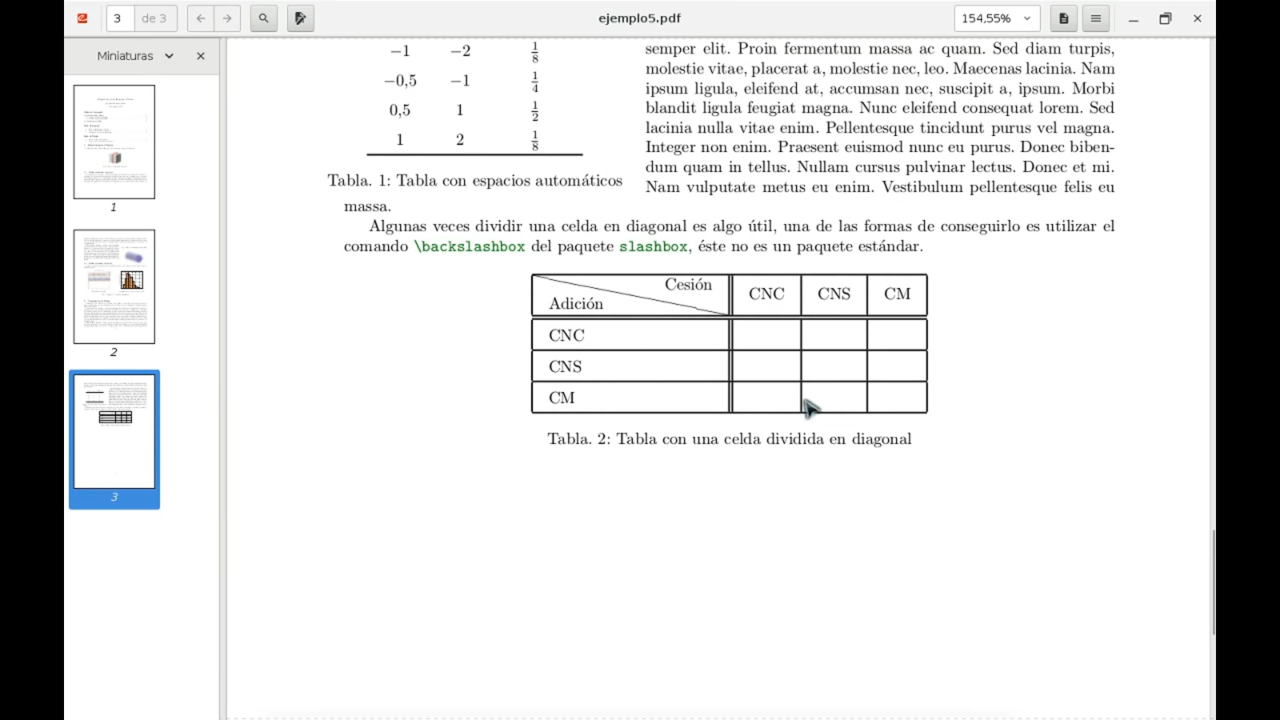 3 de 3
ejemplo5.pdf
154,55%
Miniaturas
1
2
3
−1 −2 1/8
−0,5 −1 1/4
0,5 1 1/2
1 2 1/8
Tabla. 1: Tabla con espacios automáticos
semper elit. Proin fermentum massa ac quam. Sed diam turpis,
molestie vitae, placerat a, molestie nec, leo. Maecenas lacinia. Nam
ipsum ligula, eleifend at, accumsan nec, suscipit a, ipsum. Morbi
blandit ligula feugiat magna. Nunc eleifend consequat lorem. Sed
lacinia nulla vitae enim. Pellentesque tincidunt purus vel magna.
Integer non enim. Praesent euismod nunc eu purus. Donec biben-
dum quam in tellus. Nullam cursus pulvinar lectus. Donec et mi.
Nam vulputate metus eu enim. Vestibulum pellentesque felis eu
massa.
Algunas veces dividir una celda en diagonal es algo útil, una de las formas de conseguirlo es utilizar el
comando \backslashbox del paquete slashbox, éste no es un paquete estándar.
Cesión
Adición
CNC CNS CM
CNC
CNS
CM
Tabla. 2: Tabla con una celda dividida en diagonal